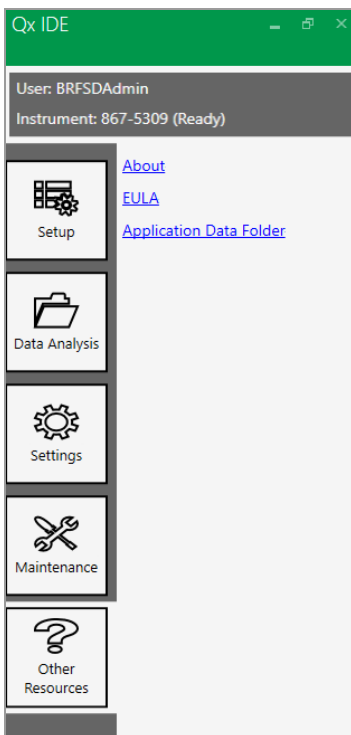 Qx IDE
User: BRFSDAdmin
Instrument: 867-5309 (Ready)
About
EULA
Application Data Folder
Setup
Data Analysis
Settings
Maintenance
Other
Resources